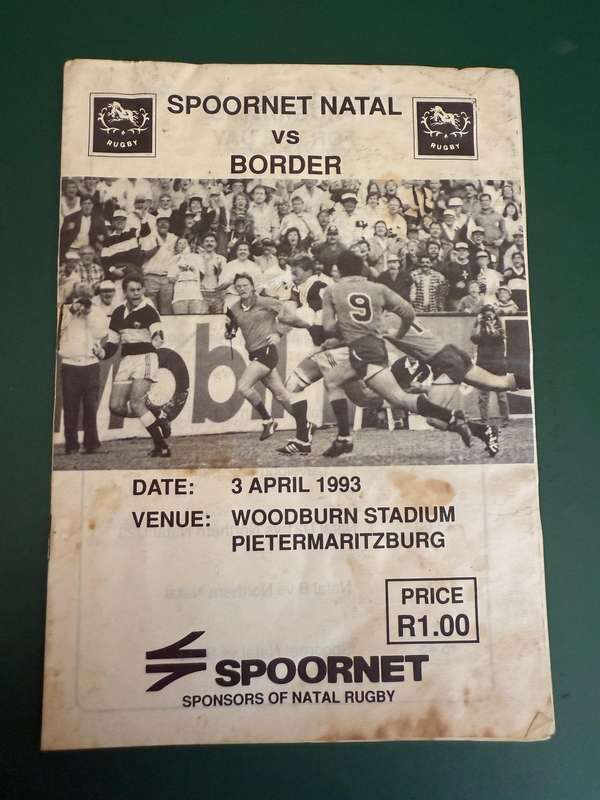 SPOORNET NATAL
vs
BORDER
RUGBY
RUGBY
9
DATE: 3 APRIL 1993
VENUE: WOODBURN STADIUM
PIETERMARITZBURG
PRICE
R1.00
SPOORNET
SPONSORS OF NATAL RUGBY